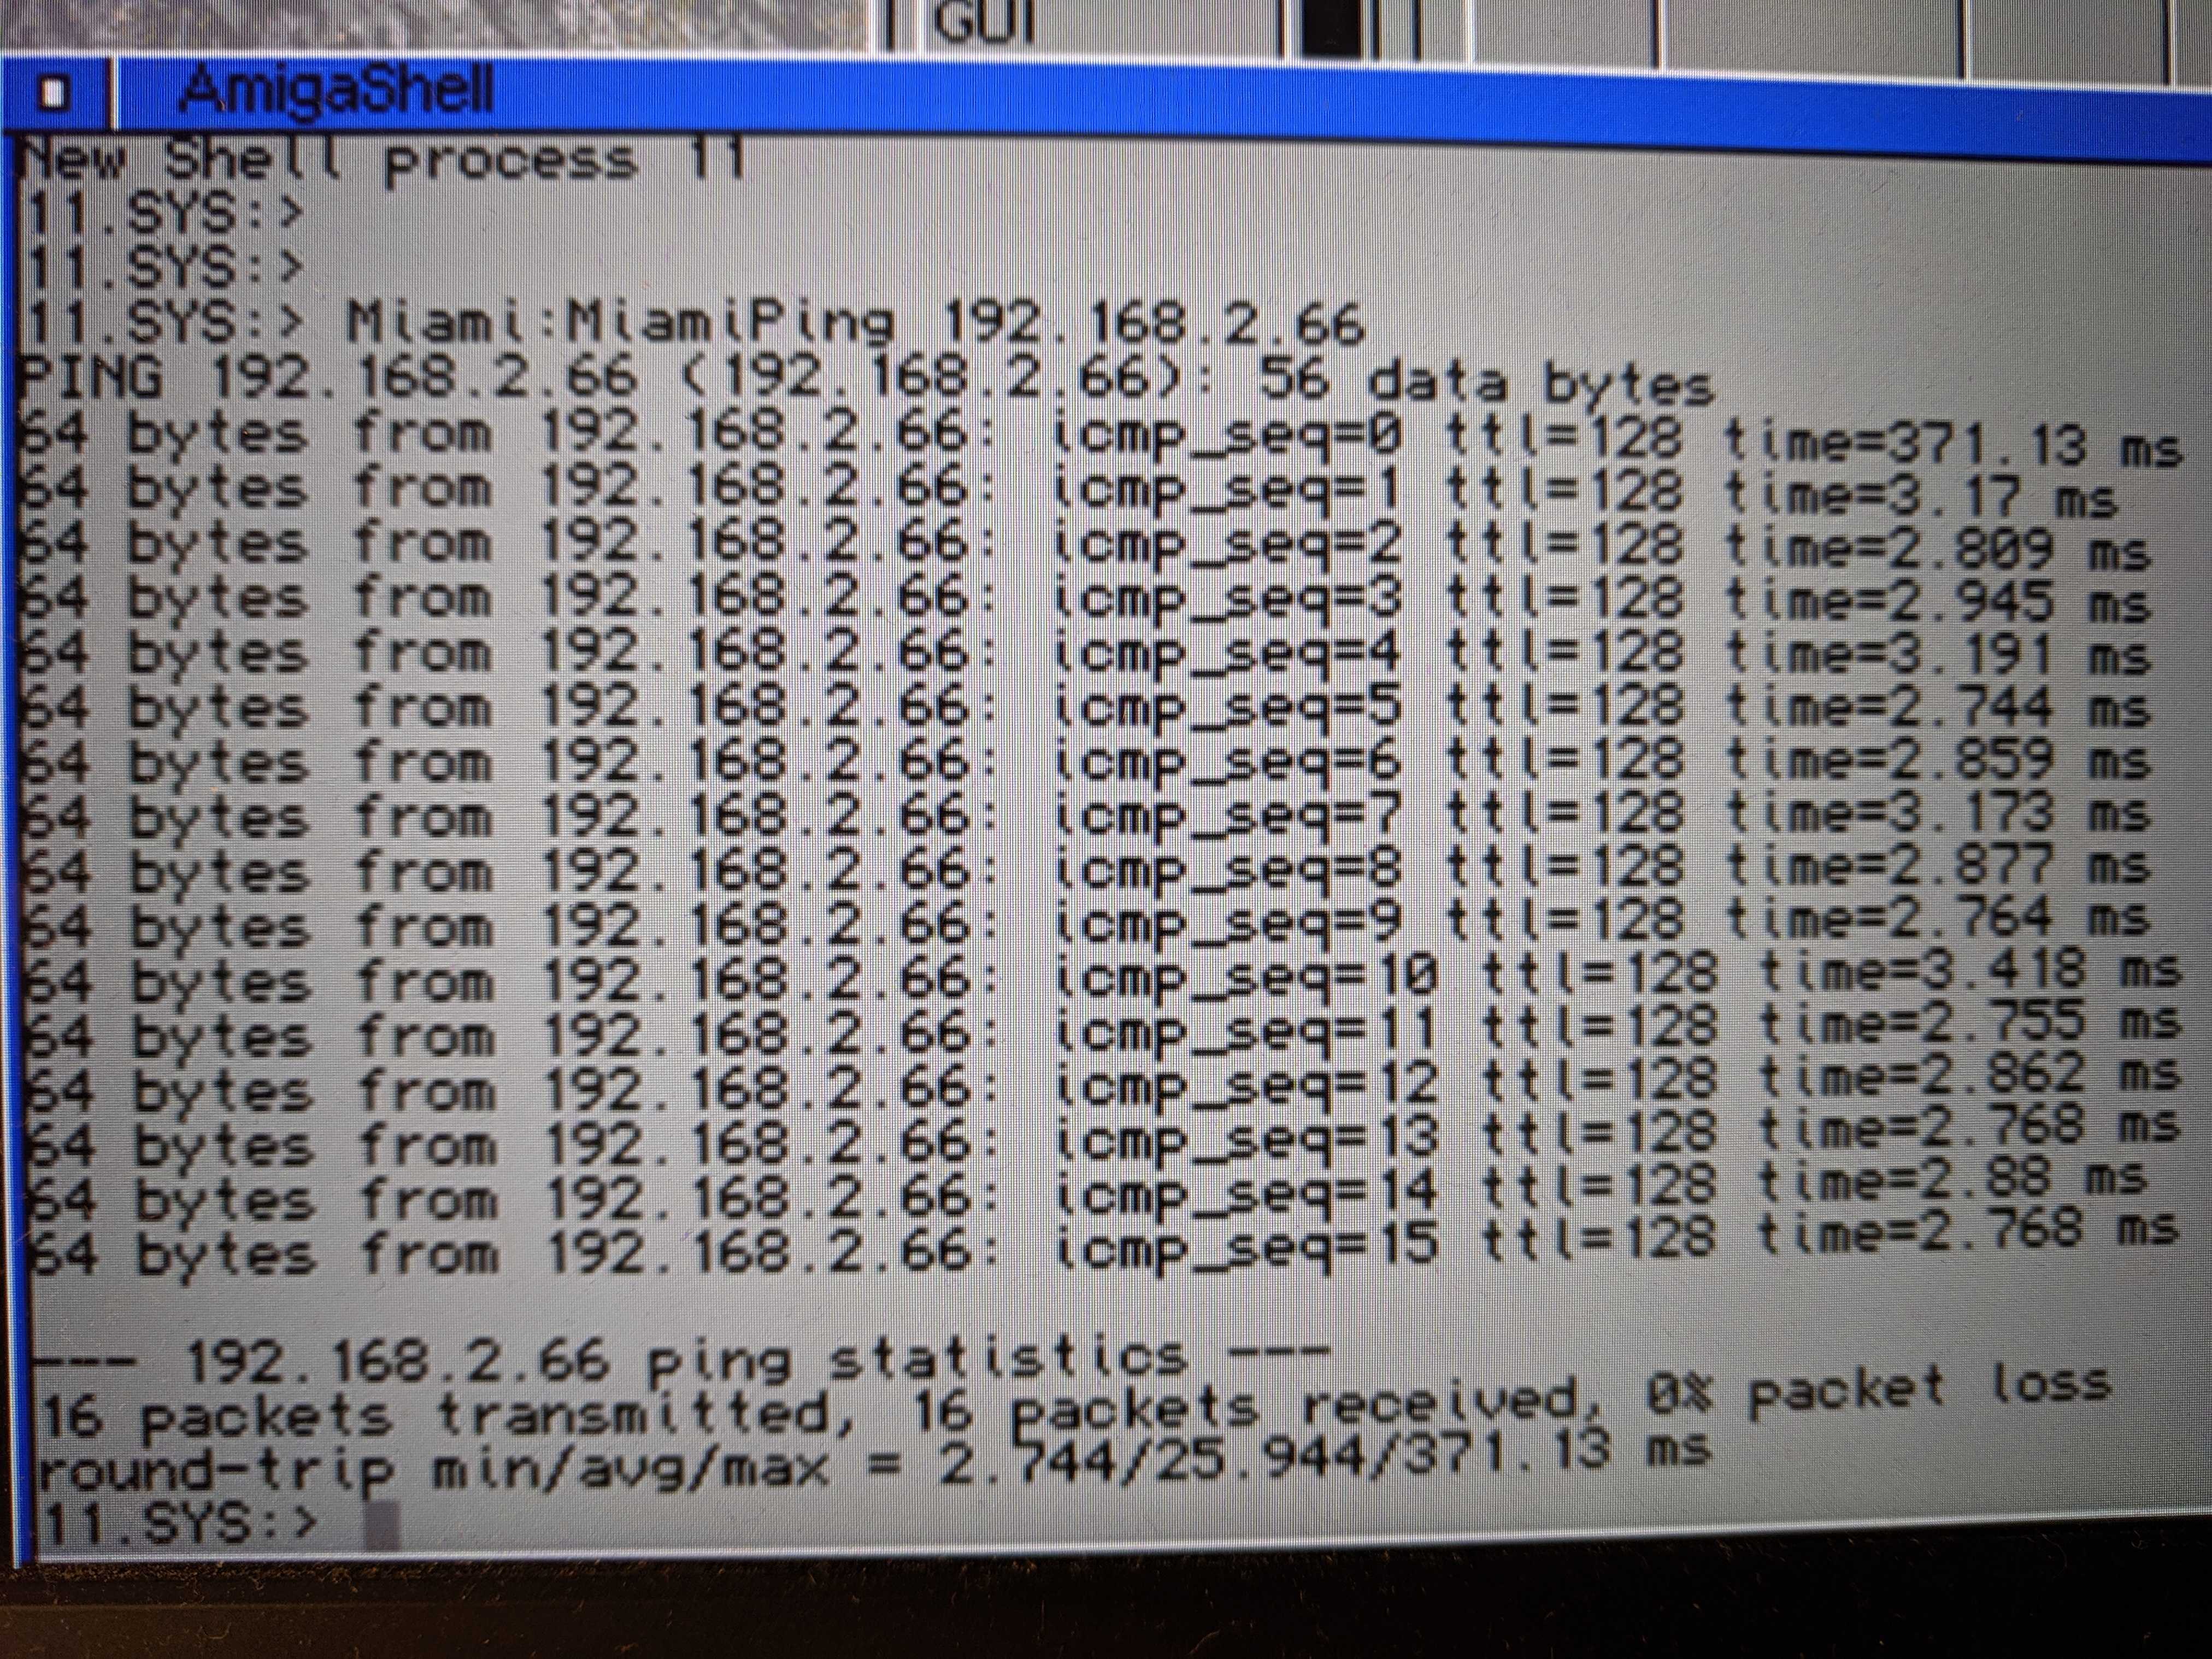 GUI
AmigaShell
New Shell process 11
11.SYS:>
11.SYS:>
11.SYS:> Miami:MiamiPing 192.168.2.66
PING 192.168.2.66 (192.168.2.66): 56 data bytes
64 bytes from 192.168.2.66: icmp_seq=0 ttl=128 time=371.13 ms
64 bytes from 192.168.2.66: icmp_seq=1 ttl=128 time=3.17 ms
64 bytes from 192.168.2.66: icmp_seq=2 ttl=128 time=2.809 ms
64 bytes from 192.168.2.66: icmp_seq=3 ttl=128 time=2.945 ms
64 bytes from 192.168.2.66: icmp_seq=4 ttl=128 time=3.191 ms
64 bytes from 192.168.2.66: icmp_seq=5 ttl=128 time=2.744 ms
64 bytes from 192.168.2.66: icmp_seq=6 ttl=128 time=2.859 ms
64 bytes from 192.168.2.66: icmp_seq=7 ttl=128 time=3.173 ms
64 bytes from 192.168.2.66: icmp_seq=8 ttl=128 time=2.877 ms
64 bytes from 192.168.2.66: icmp_seq=9 ttl=128 time=2.764 ms
64 bytes from 192.168.2.66: icmp_seq=10 ttl=128 time=3.418 ms
64 bytes from 192.168.2.66: icmp_seq=11 ttl=128 time=2.755 ms
64 bytes from 192.168.2.66: icmp_seq=12 ttl=128 time=2.862 ms
64 bytes from 192.168.2.66: icmp_seq=13 ttl=128 time=2.768 ms
64 bytes from 192.168.2.66: icmp_seq=14 ttl=128 time=2.88 ms
64 bytes from 192.168.2.66: icmp_seq=15 ttl=128 time=2.768 ms
--- 192.168.2.66 ping statistics ---
16 packets transmitted, 16 packets received, 0% packet loss
round-trip min/avg/max = 2.744/25.944/371.13 ms
11.SYS:>